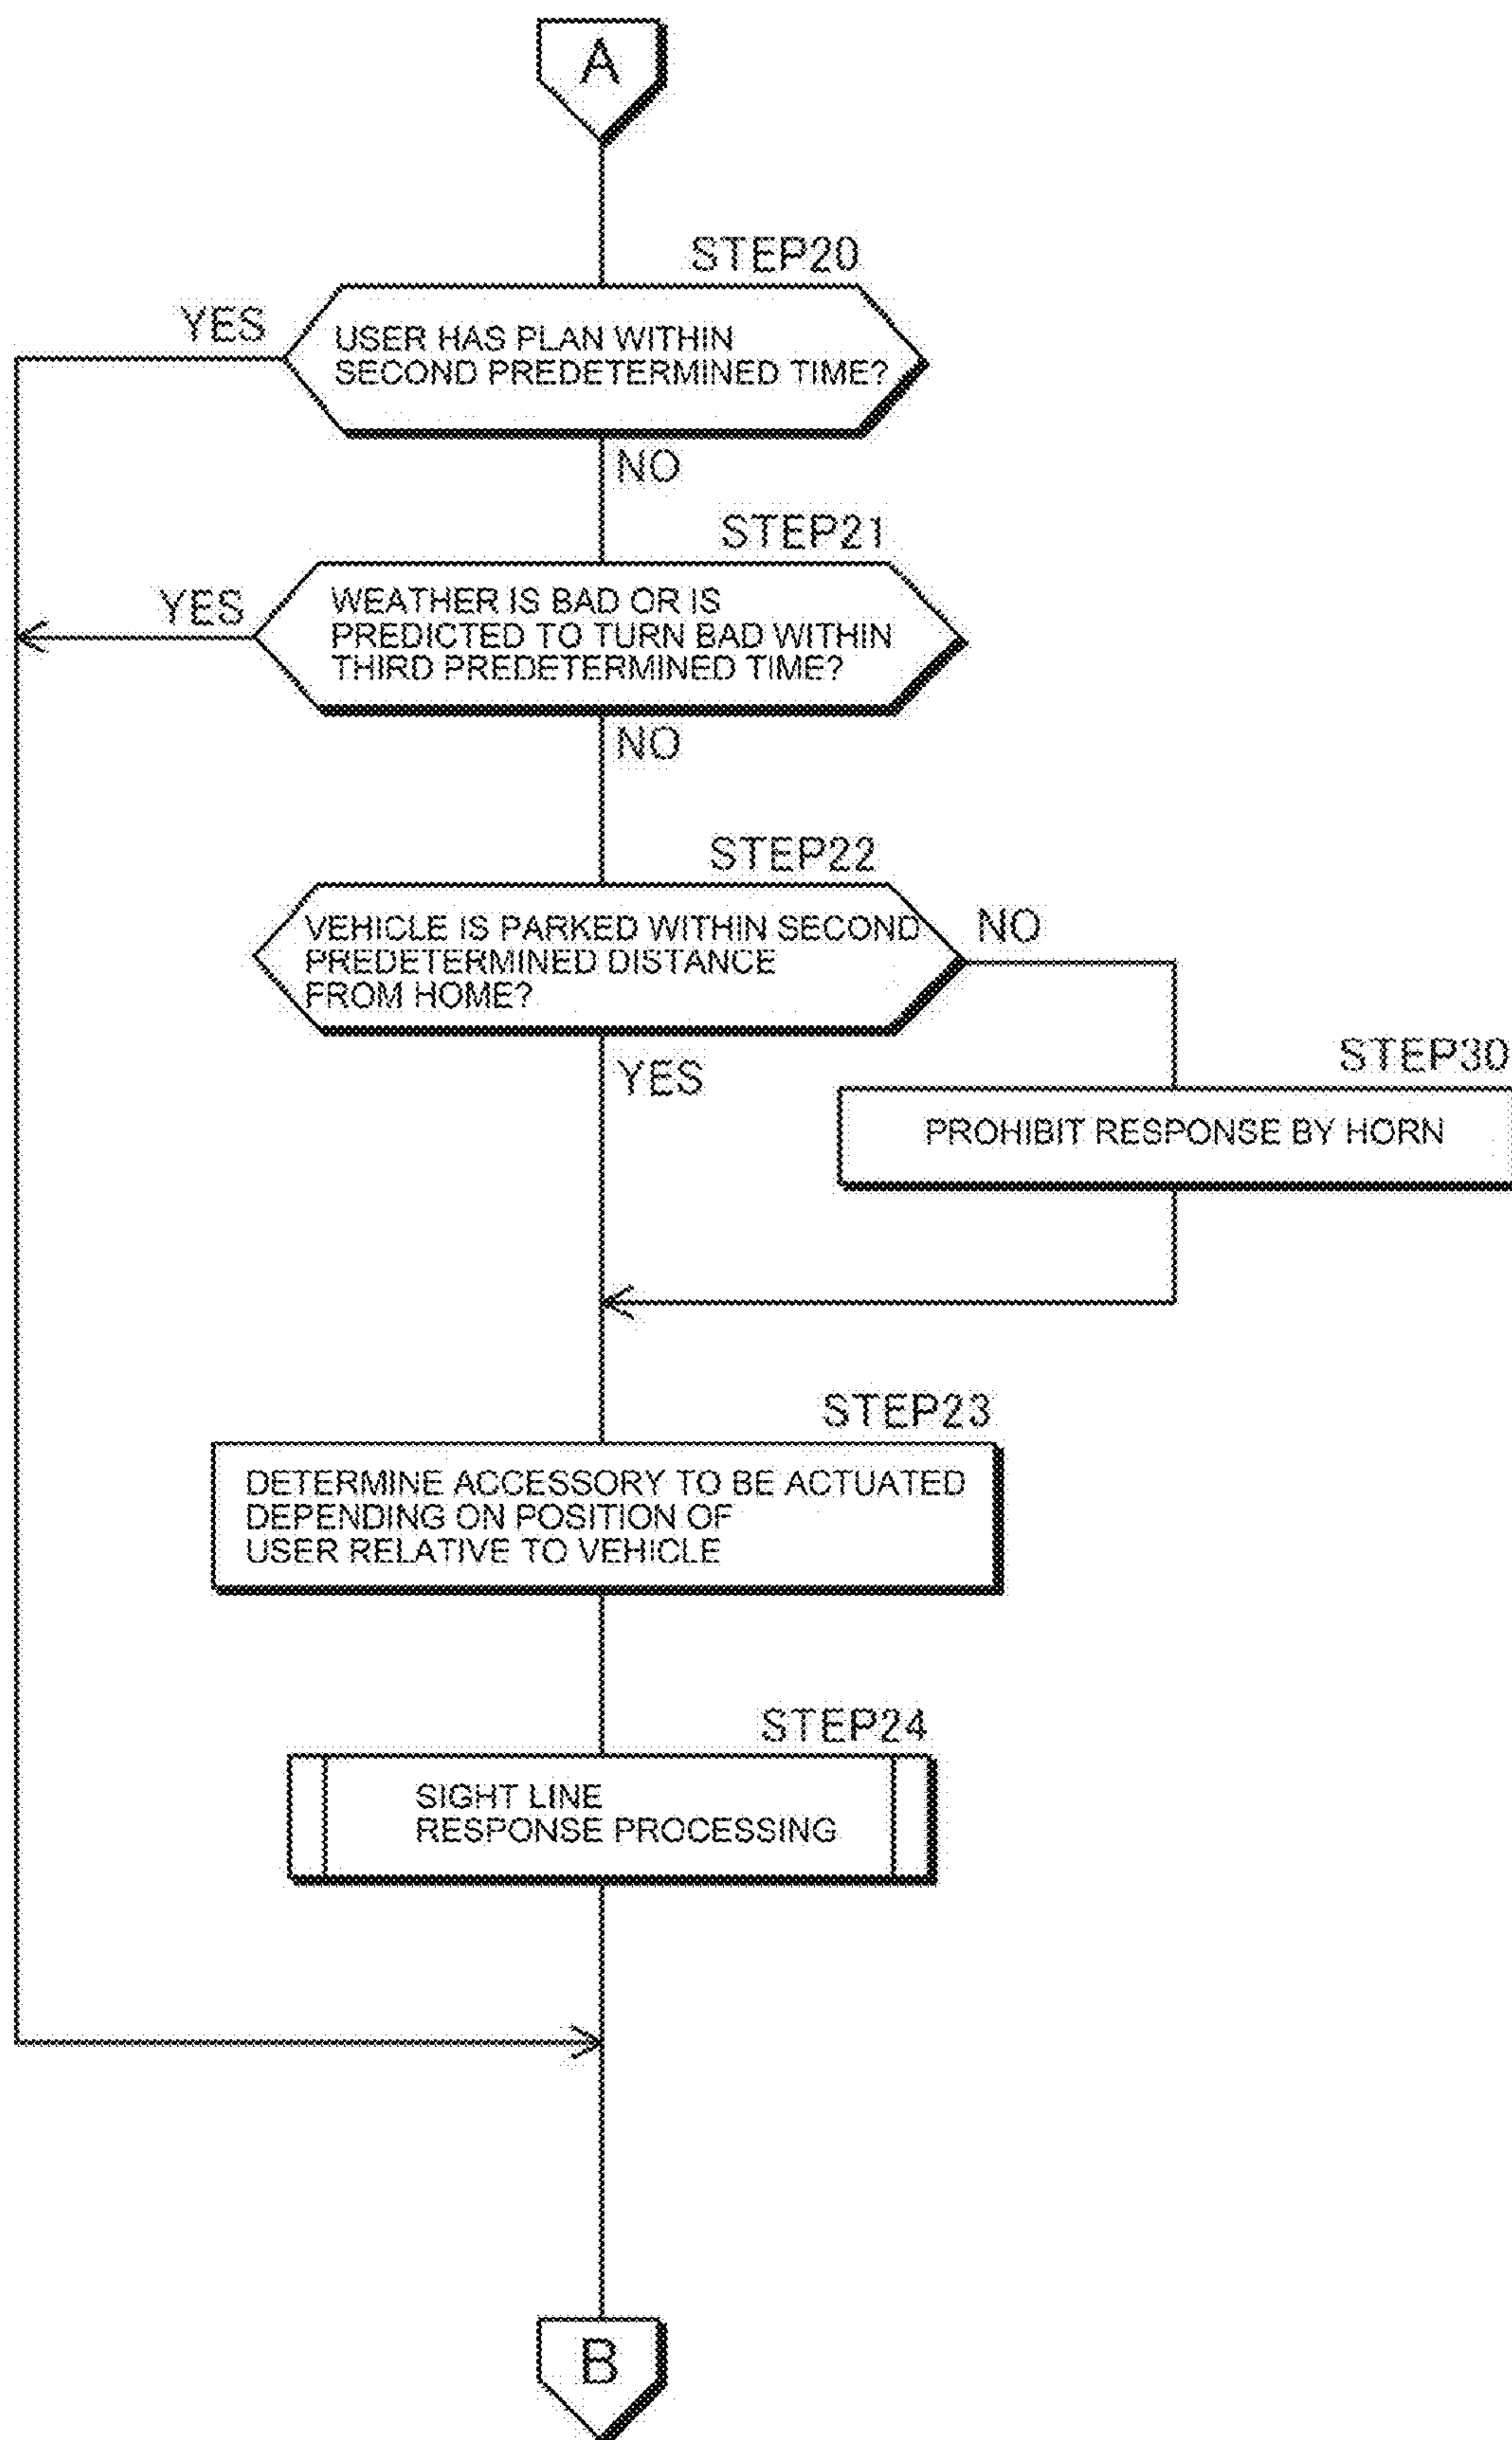 A
STEP20
YES
USER HAS PLAN WITHIN
SECOND PREDETERMINED TIME?
NO
STEP21
YES
WEATHER IS BAD OR IS
PREDICTED TO TURN BAD WITHIN
THIRD PREDETERMINED TIME?
NO
STEP22
VEHICLE IS PARKED WITHIN SECOND
PREDETERMINED DISTANCE
FROM HOME?
NO
YES
STEP30
PROHIBIT RESPONSE BY HORN
STEP23
DETERMINE ACCESSORY TO BE ACTUATED
DEPENDING ON POSITION OF
USER RELATIVE TO VEHICLE
STEP24
SIGHT LINE
RESPONSE PROCESSING
B